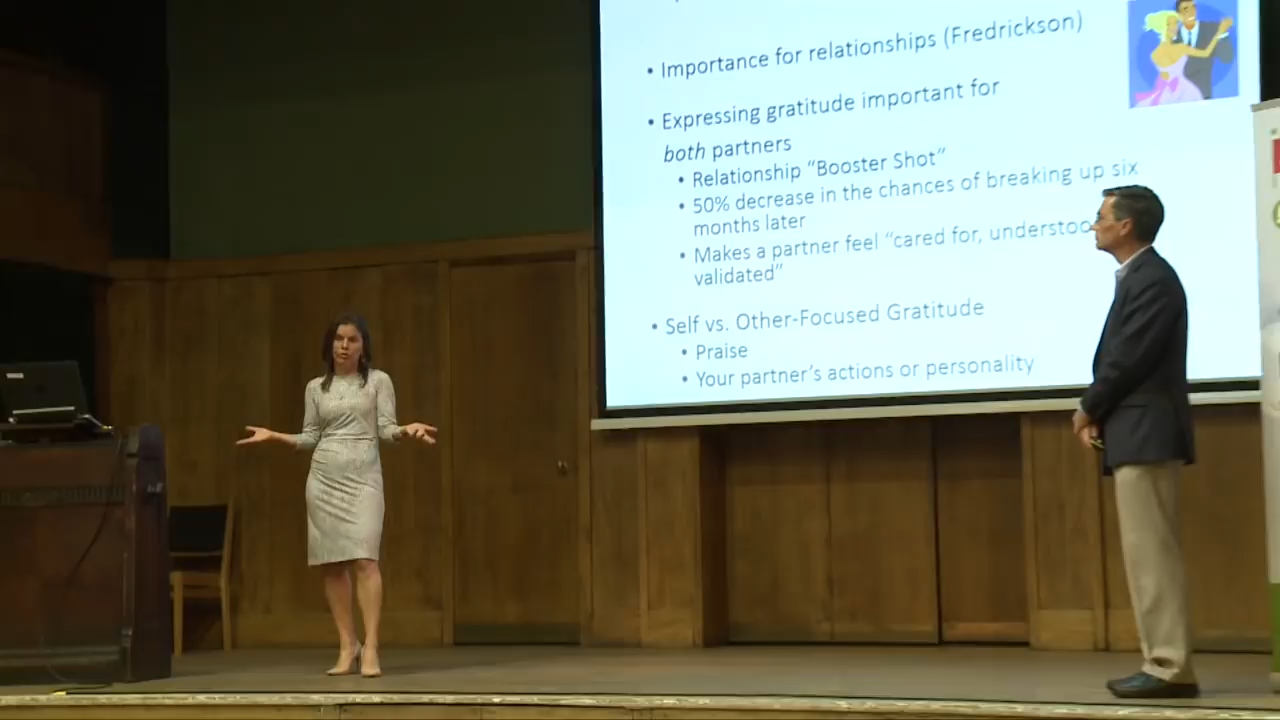 • Importance for relationships (Fredrickson)
• Expressing gratitude important for
both partners
• Relationship “Booster Shot”
• 50% decrease in the chances of breaking up six
months later
• Makes a partner feel “cared for,
validated”
• Self vs. Other-Focused Gratitude
• Praise
• Your partner’s actions or personality